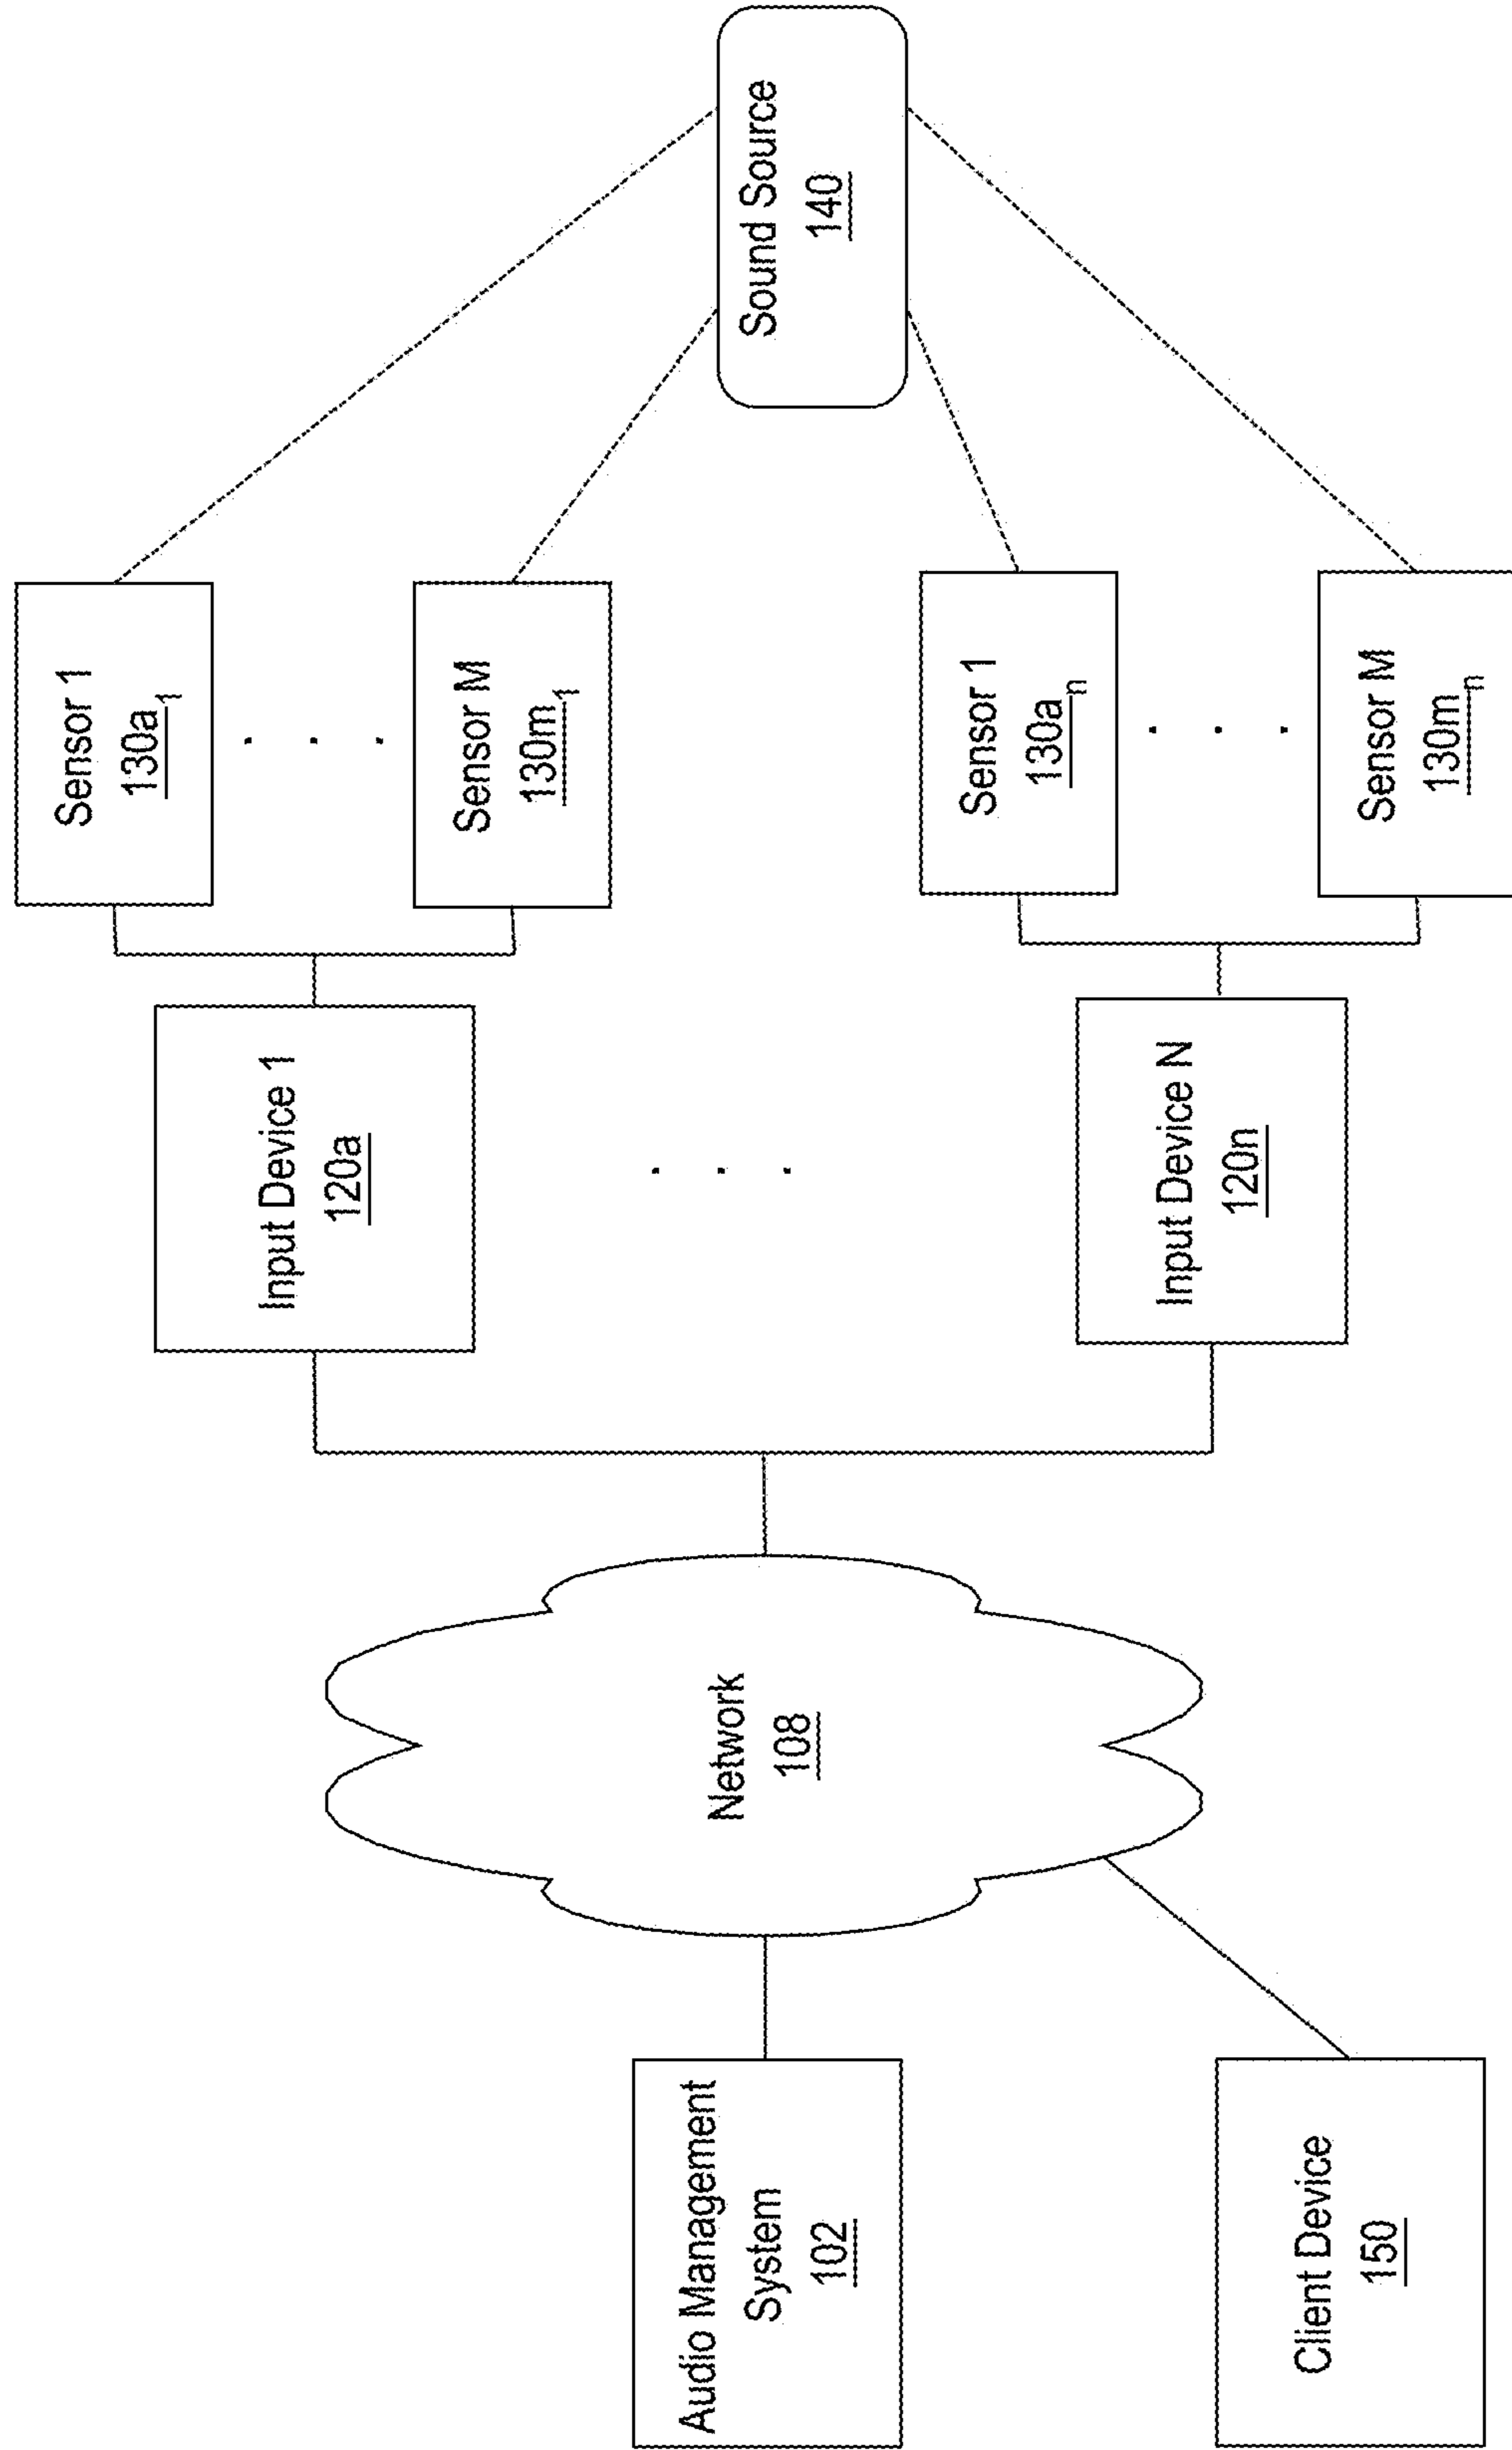 Audio Management
System
102
Client Device
150
Network
108
Input Device 1
120a
. . .
Input Device N
120n
Sensor 1
130a₁
. . .
Sensor M
130m₁
Sensor 1
130aₙ
. . .
Sensor M
130mₙ
Sound Source
140